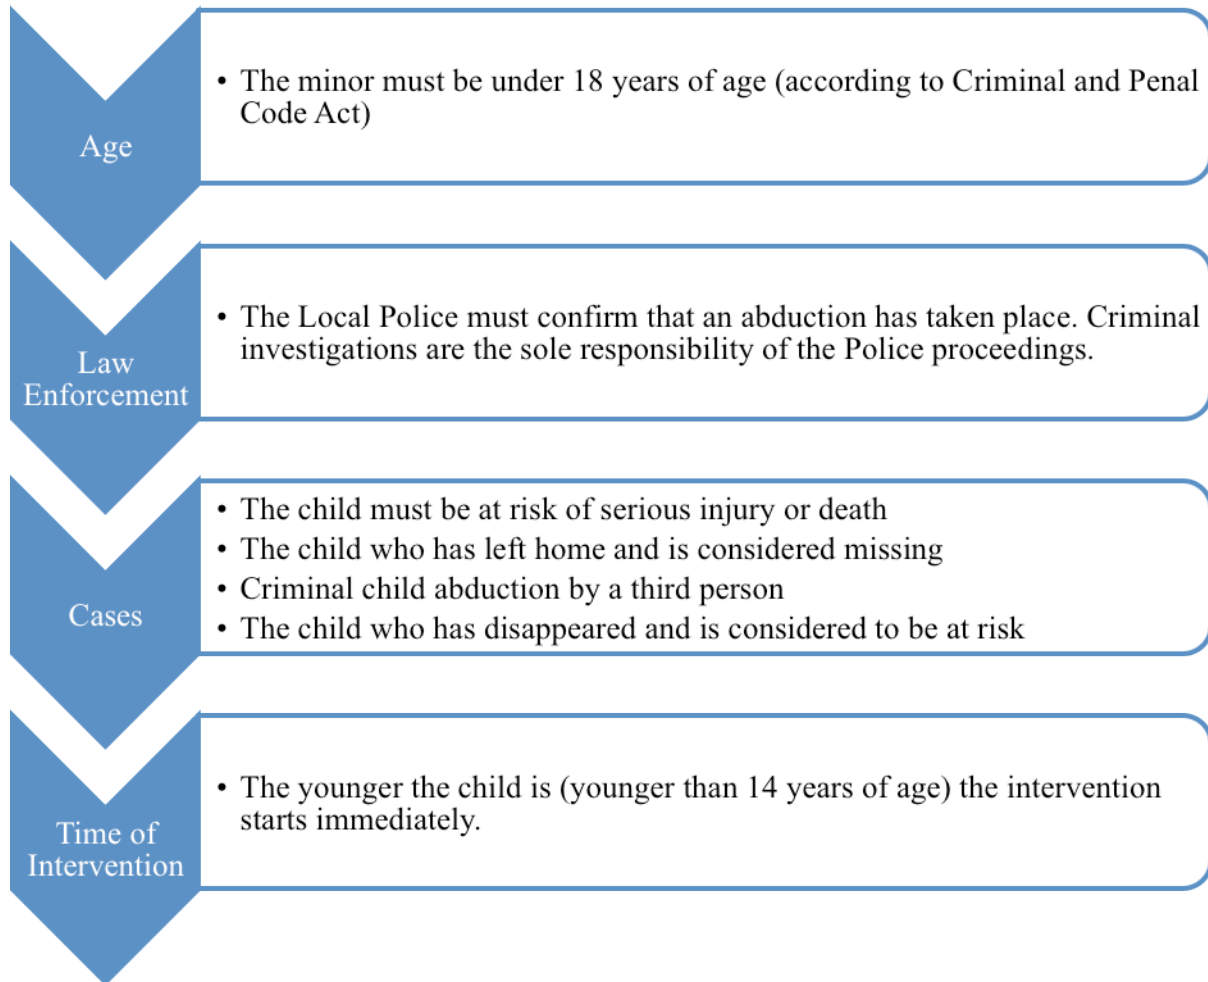 Age
• The minor must be under 18 years of age (according to Criminal and Penal
Code Act)
Law
Enforcement
• The Local Police must confirm that an abduction has taken place. Criminal
investigations are the sole responsibility of the Police proceedings.
Cases
• The child must be at risk of serious injury or death
• The child who has left home and is considered missing
• Criminal child abduction by a third person
• The child who has disappeared and is considered to be at risk
Time of
Intervention
• The younger the child is (younger than 14 years of age) the intervention
starts immediately.